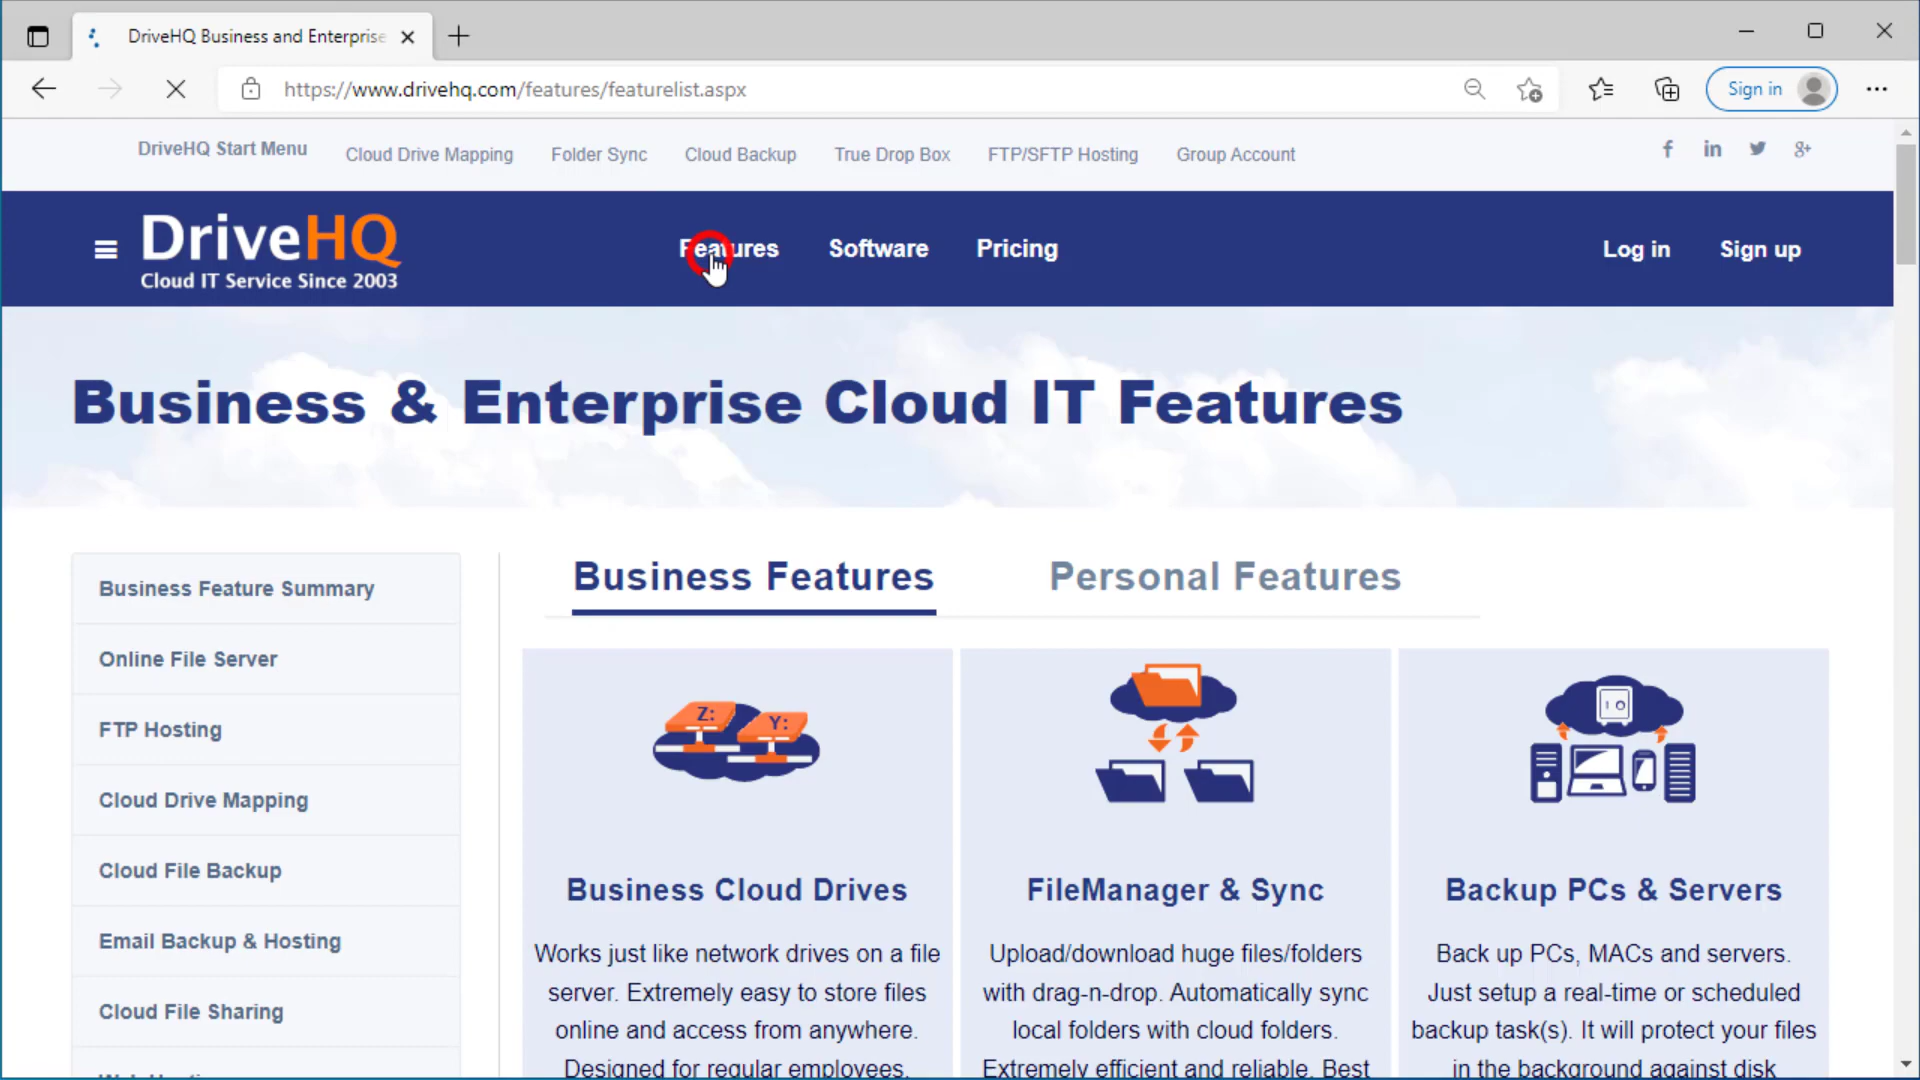 DriveHQ Business and Enterprise
https://www.drivehq.com/features/featurelist.aspx
Sign in
DriveHQ Start Menu
Cloud Drive Mapping
Folder Sync
Cloud Backup
True Drop Box
FTP/SFTP Hosting
Group Account
DriveHQ
Cloud IT Service Since 2003
Features
Software
Pricing
Log in
Sign up
Business & Enterprise Cloud IT Features
Business Feature Summary
Online File Server
FTP Hosting
Cloud Drive Mapping
Cloud File Backup
Email Backup & Hosting
Cloud File Sharing
Business Features
Personal Features
Z:
Y:
Business Cloud Drives
Works just like network drives on a file
server. Extremely easy to store files
online and access from anywhere.
Designed for regular employees.
FileManager & Sync
Upload/download huge files/folders
with drag-n-drop. Automatically sync
local folders with cloud folders.
Extremely efficient and reliable. Best
Backup PCs & Servers
Back up PCs, MACs and servers.
Just setup a real-time or scheduled
backup task(s). It will protect your files
in the background against disk